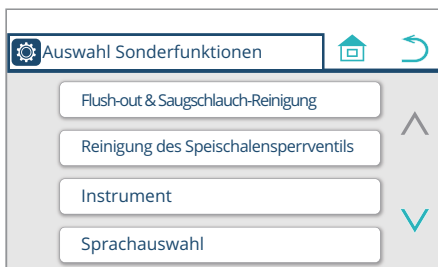 Auswahl Sonderfunktionen
Flush-out & Saugschlauch-Reinigung
Reinigung des Speischalensperrventils
Instrument
Sprachauswahl